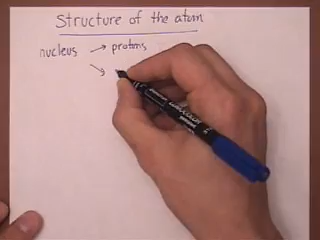 Structure of the atom
nucleus → protons